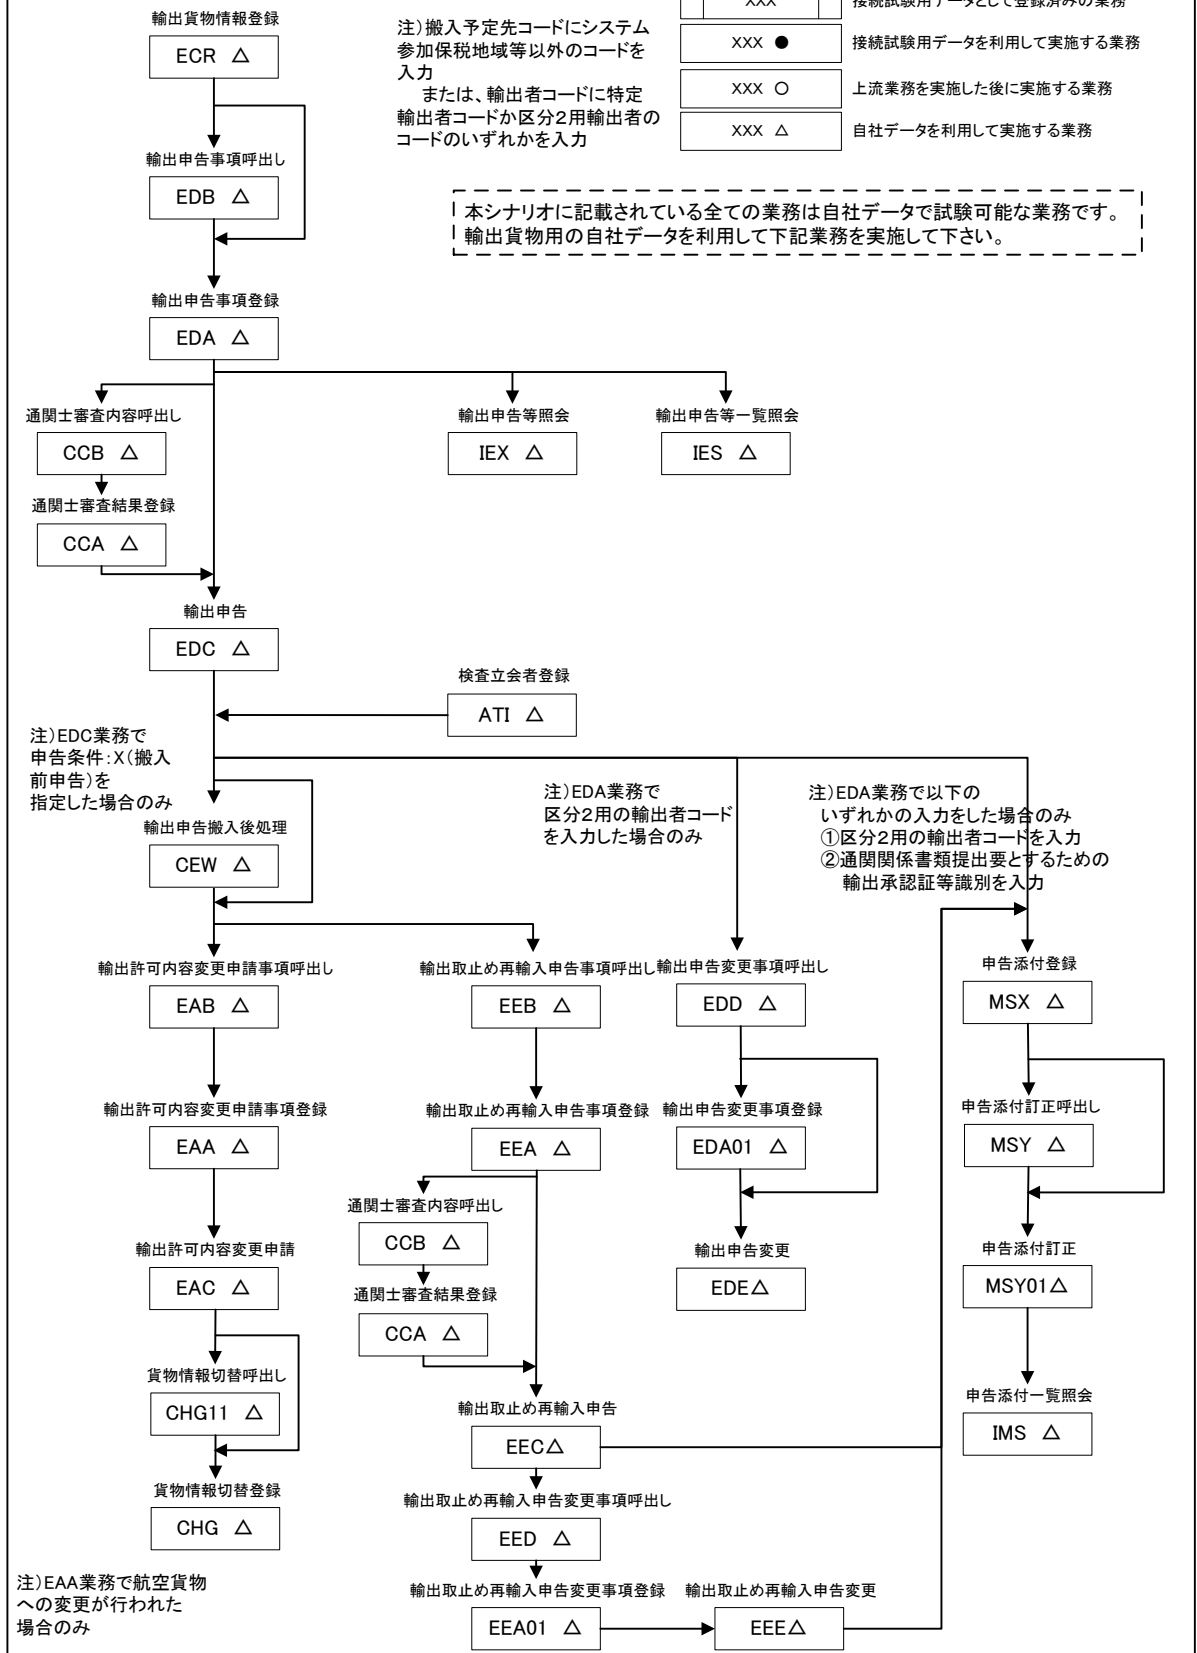 XXX
接続試験用データとして登録済みの業務
XXX ●
接続試験用データを利用して実施する業務
XXX ○
上流業務を実施した後に実施する業務
XXX △
自社データを利用して実施する業務
輸出貨物情報登録
ECR △
注)搬入予定先コードにシステム
参加保税地域等以外のコードを
入力
または、輸出者コードに特定
輸出者コードか区分2用輸出者の
コードのいずれかを入力
輸出申告事項呼出し
EDB △
本シナリオに記載されている全ての業務は自社データで試験可能な業務です。
輸出貨物用の自社データを利用して下記業務を実施して下さい。
輸出申告事項登録
EDA △
通関士審査内容呼出し
CCB △
輸出申告等照会
IEX △
輸出申告等一覧照会
IES △
通関士審査結果登録
CCA △
輸出申告
EDC △
検査立会者登録
ATI △
注)EDC業務で
申告条件:X(搬入
前申告)を
指定した場合のみ
注)EDA業務で
区分2用の輸出者コード
を入力した場合のみ
注)EDA業務で以下の
いずれかの入力をした場合のみ
①区分2用の輸出者コードを入力
②通関関係書類提出要とするための
輸出承認証等識別を入力
輸出申告搬入後処理
CEW △
輸出許可内容変更申請事項呼出し
EAB △
輸出取止め再輸入申告事項呼出し
EEB △
輸出申告変更事項呼出し
EDD △
申告添付登録
MSX △
輸出許可内容変更申請事項登録
EAA △
輸出取止め再輸入申告事項登録
EEA △
輸出申告変更事項登録
EDA01 △
申告添付訂正呼出し
MSY △
通関士審査内容呼出し
CCB △
輸出許可内容変更申請
EAC △
通関士審査結果登録
CCA △
輸出申告変更
EDE△
申告添付訂正
MSY01△
貨物情報切替呼出し
CHG11 △
輸出取止め再輸入申告
EEC△
申告添付一覧照会
IMS △
貨物情報切替登録
CHG △
輸出取止め再輸入申告変更事項呼出し
EED △
注)EAA業務で航空貨物
への変更が行われた
場合のみ
輸出取止め再輸入申告変更事項登録
EEA01 △
輸出取止め再輸入申告変更
EEE△